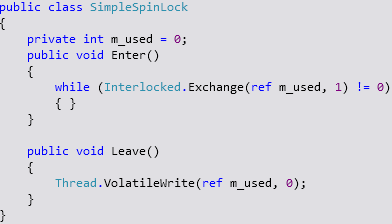 public class SimpleSpinLock
{
    private int m_used = 0;
    public void Enter()
    {
        while (Interlocked.Exchange(ref m_used, 1) != 0)
        { }
    }

    public void Leave()
    {
        Thread.VolatileWrite(ref m_used, 0);
    }
}